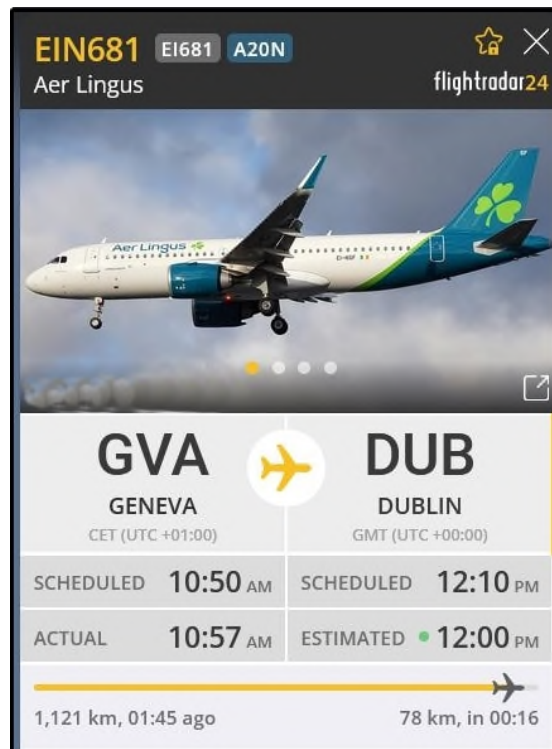 EIN681 EI681 A20N
Aer Lingus
flightradar24
Aer Lingus
GVA
GENEVA
CET (UTC +01:00)
DUB
DUBLIN
GMT (UTC +00:00)
SCHEDULED 10:50 AM
SCHEDULED 12:10 PM
ACTUAL 10:57 AM
ESTIMATED 12:00 PM
1,121 km, 01:45 ago
78 km, in 00:16